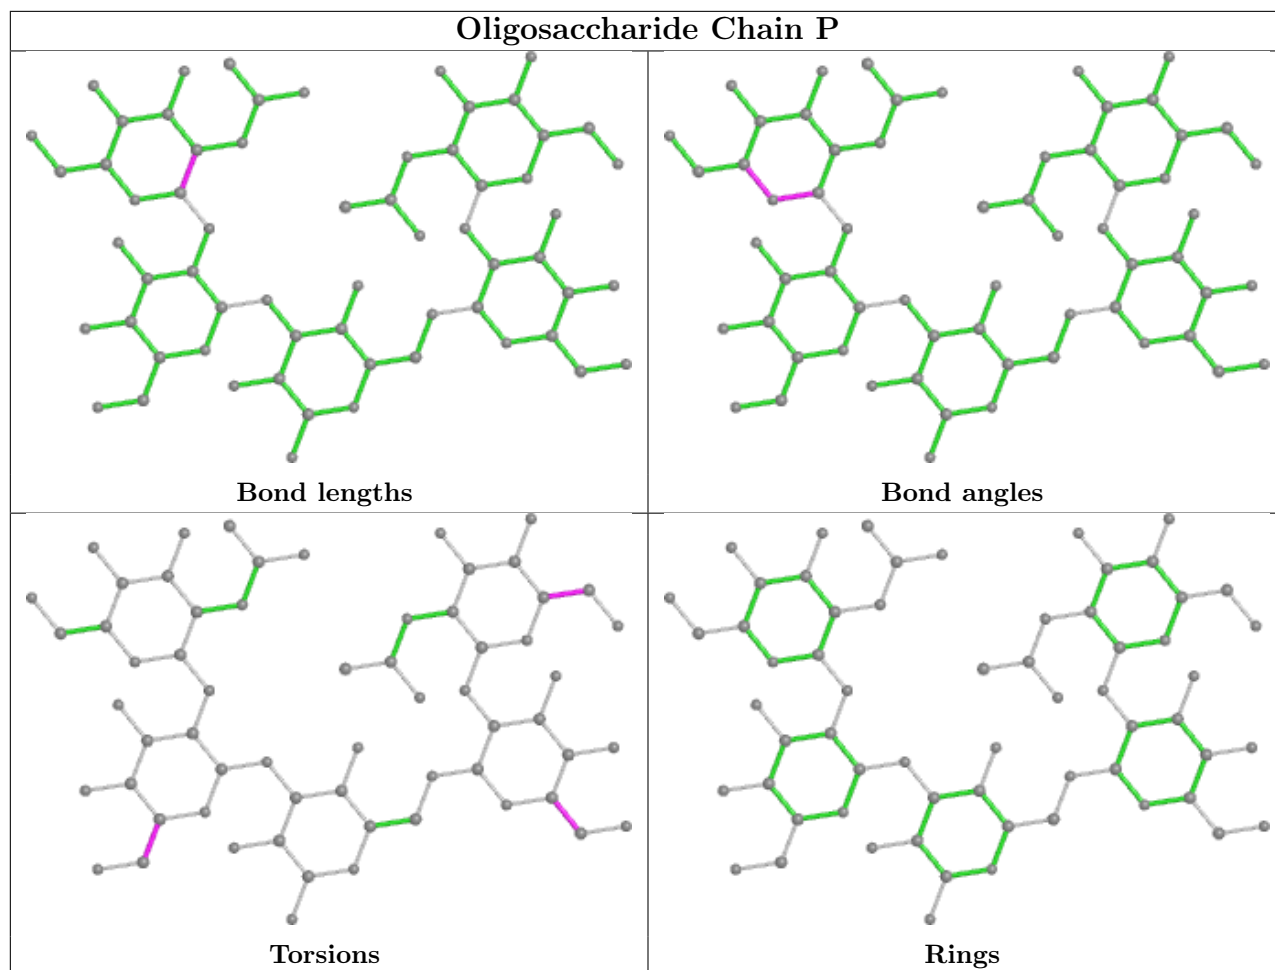 Oligosaccharide Chain P
Bond lengths
Bond angles
Torsions
Rings